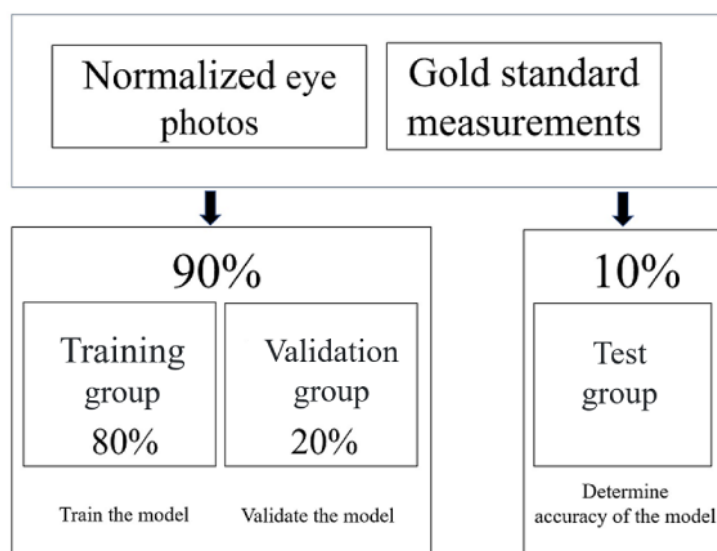 Normalized eye
photos
Gold standard
measurements
90%
Training
group
80%
Train the model
Validation
group
20%
Validate the model
10%
Test
group
Determine
accuracy of the model